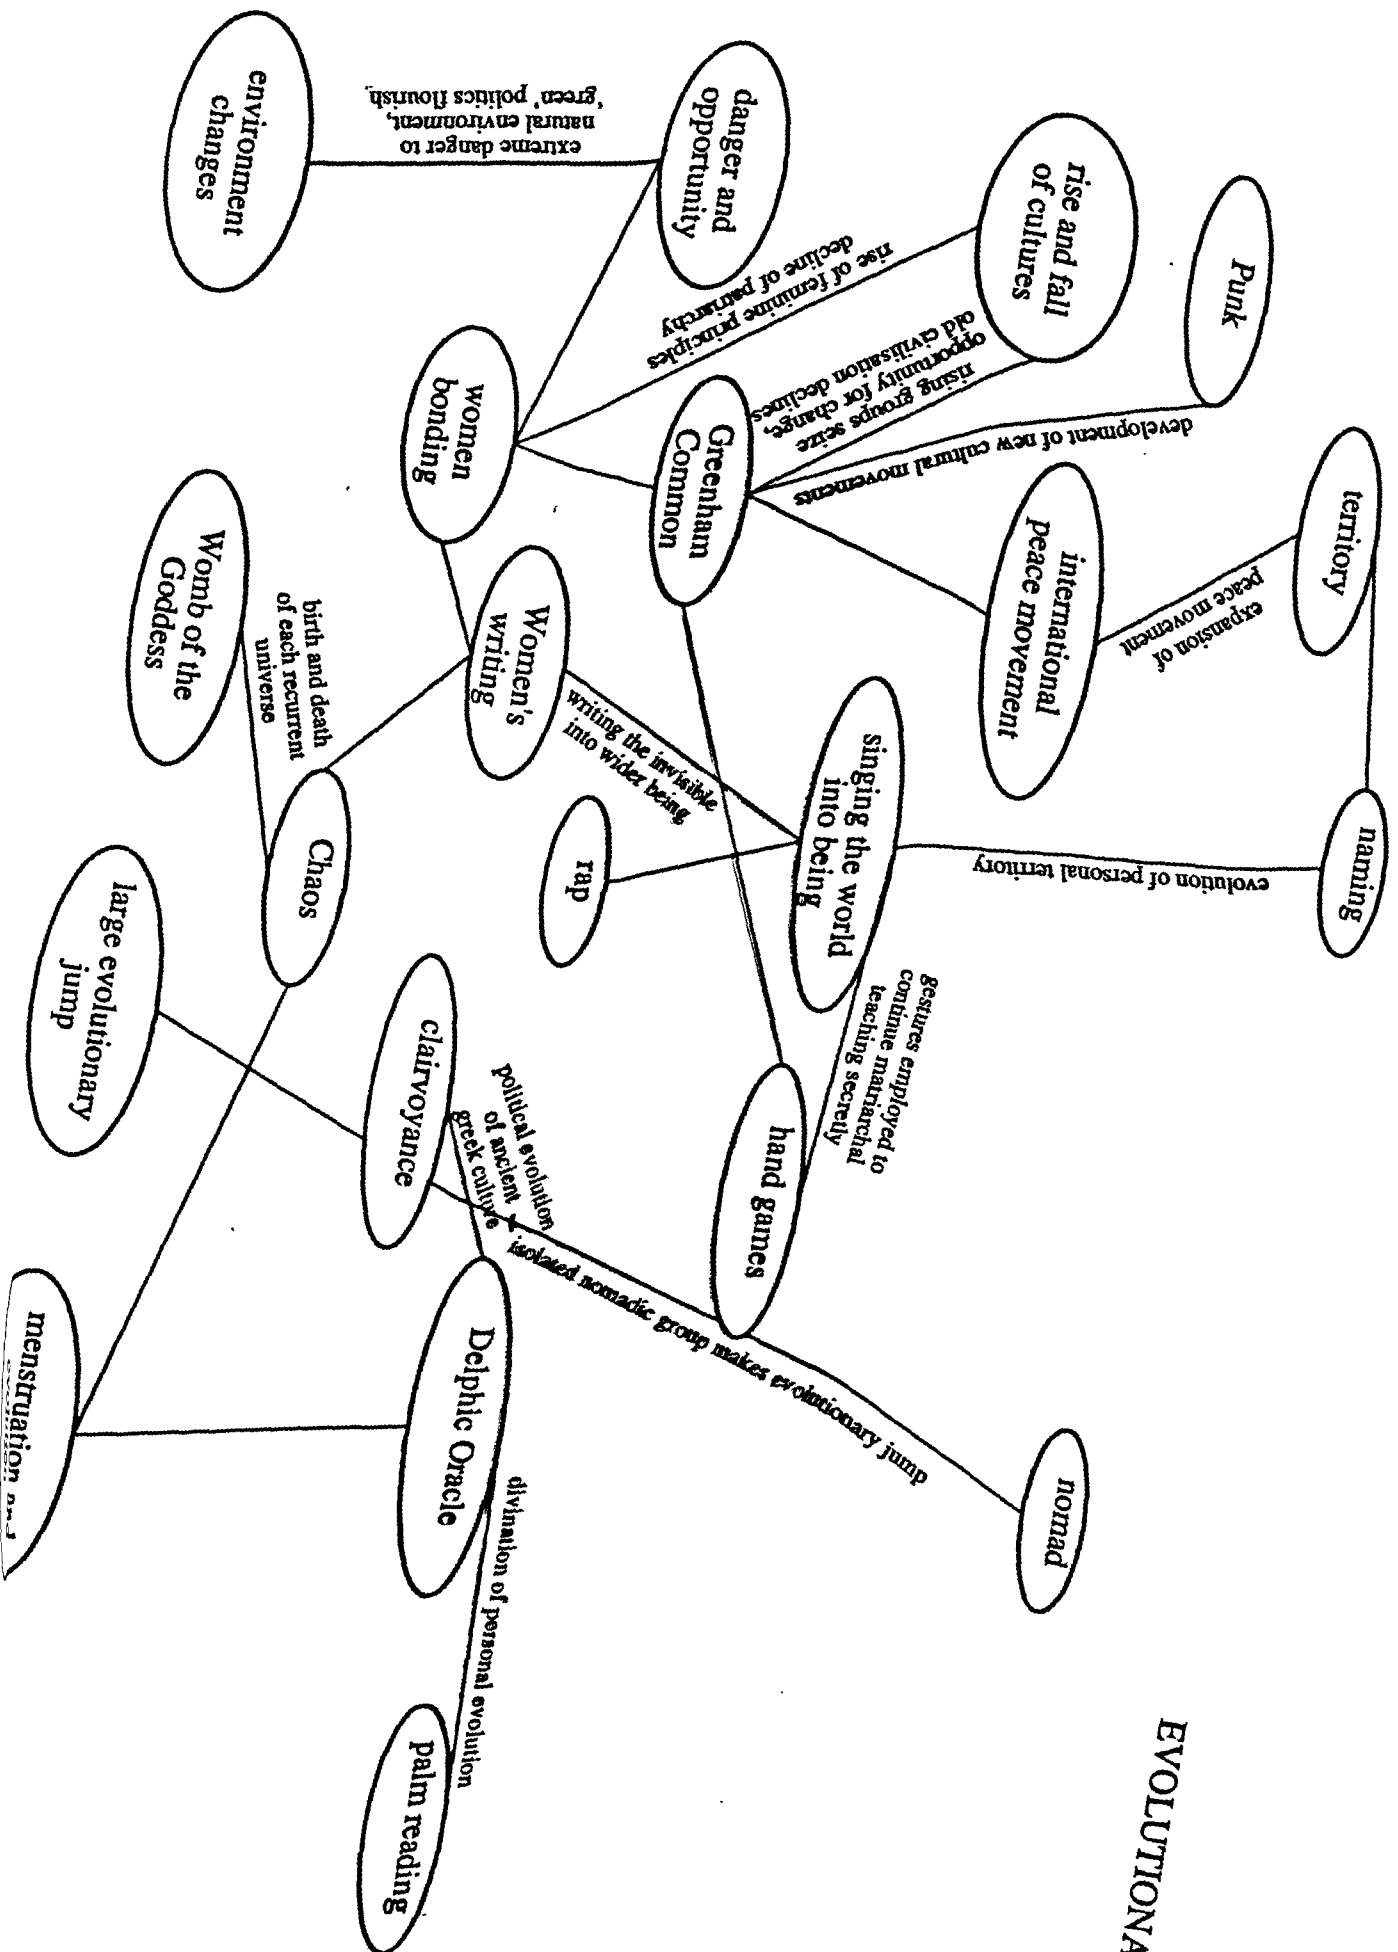 EVOLUTIONA
Punk
rise and fall
of cultures
danger and
opportunity
environment
changes
extreme danger to
natural environment,
'green' politics flourish.
rise of feminine principles
decline of patriarchy
rising groups seize
opportunity for change,
old civilisation declines
development of new cultural movements
territory
international
peace movement
expansion of
peace movement
naming
evolution of personal territory
Greenham
Common
women
bonding
Women's
writing
Womb of the
Goddess
birth and death
of each recurrent
universe
Chaos
writing the invisible
into wider being
rap
singing the world
into being
gestures employed to
continue matriarchal
teaching secretly
hand games
nomad
isolated nomadic group makes evolutionary jump
clairvoyance
large evolutionary
jump
political evolution
of ancient
greek culture
Delphic Oracle
divination of personal evolution
palm reading
menstruation and